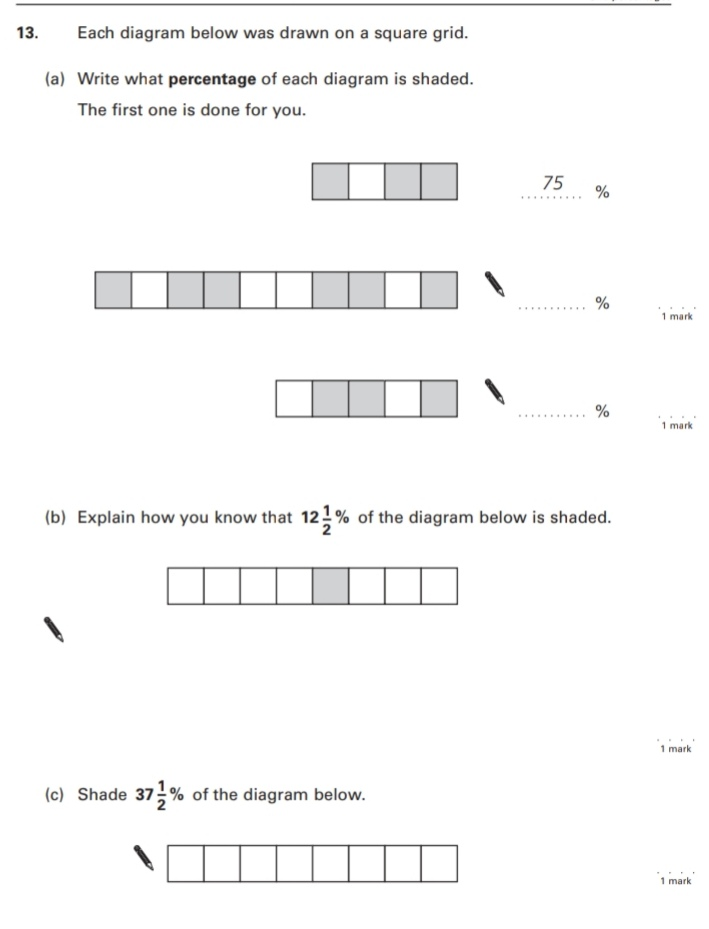 13. Each diagram below was drawn on a square grid.
(a) Write what percentage of each diagram is shaded.
The first one is done for you.
75 %
.......... %
1 mark
.......... %
1 mark
(b) Explain how you know that 12 1/2 % of the diagram below is shaded.
1 mark
(c) Shade 37 1/2 % of the diagram below.
1 mark